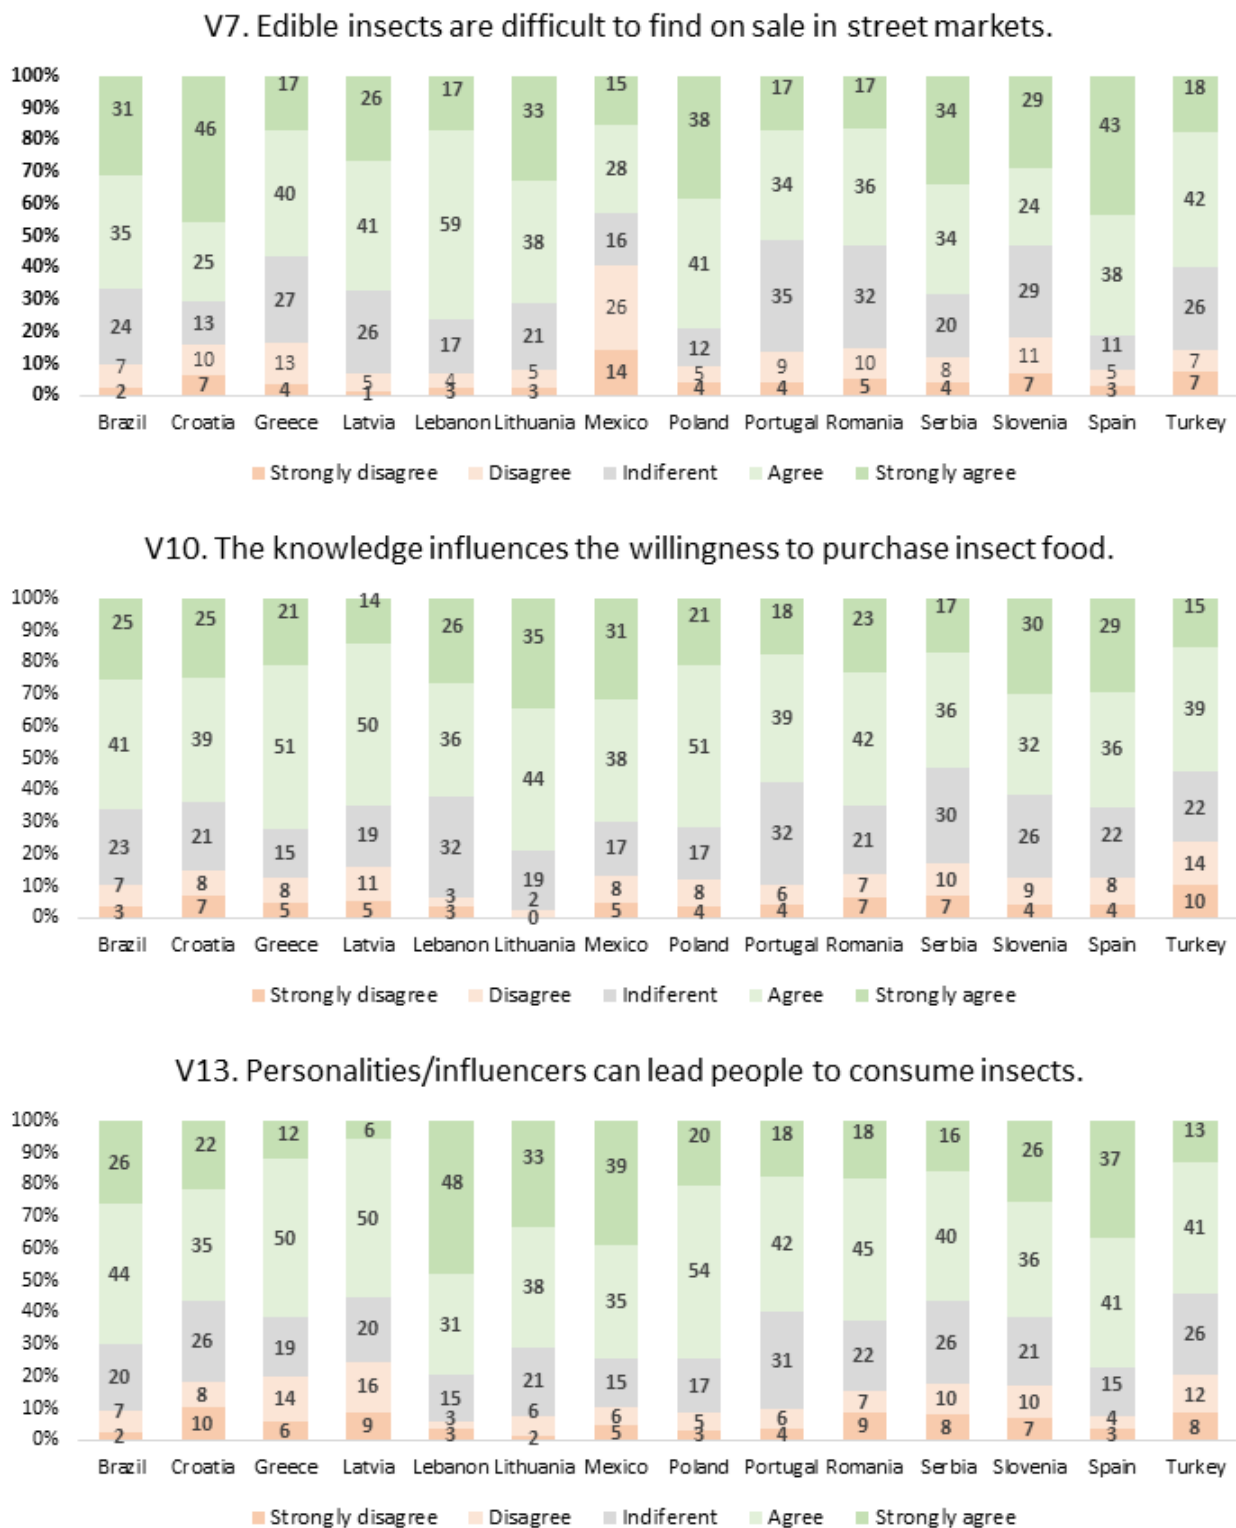 V7. Edible insects are difficult to find on sale in street markets.
100%
90%
80%
70%
60%
50%
40%
30%
20%
10%
0%
31 46 17 26 17 33 15 38 17 17 34 29 43 18
35 25 40 41 59 38 28 41 34 36 34 24 38 42
24 13 27 26 17 21 16 12 35 32 20 29 11 26
7 10 13 5 4 5 26 5 9 10 8 11 5 7
2 7 4 1 3 3 14 4 4 5 4 7 3 7
Brazil Croatia Greece Latvia Lebanon Lithuania Mexico Poland Portugal Romania Serbia Slovenia Spain Turkey
Strongly disagree Disagree Indiferent Agree Strongly agree
V10. The knowledge influences the willingness to purchase insect food.
100%
90%
80%
70%
60%
50%
40%
30%
20%
10%
0%
25 25 21 14 26 35 31 21 18 23 17 30 29 15
41 39 51 50 36 44 38 51 39 42 36 32 36 39
23 21 15 19 32 19 17 17 32 21 30 26 22 22
7 8 8 11 3 2 8 8 6 7 10 9 8 14
3 7 5 5 3 0 5 4 4 7 7 4 4 10
Brazil Croatia Greece Latvia Lebanon Lithuania Mexico Poland Portugal Romania Serbia Slovenia Spain Turkey
Strongly disagree Disagree Indiferent Agree Strongly agree
V13. Personalities/influencers can lead people to consume insects.
100%
90%
80%
70%
60%
50%
40%
30%
20%
10%
0%
26 22 12 6 48 33 39 20 18 18 16 26 37 13
44 35 50 50 31 38 35 54 42 45 40 36 41 41
20 26 19 20 15 21 15 17 31 22 26 21 15 26
7 8 14 16 3 6 6 5 6 7 10 10 4 12
2 10 6 9 3 2 5 3 4 9 8 7 3 8
Brazil Croatia Greece Latvia Lebanon Lithuania Mexico Poland Portugal Romania Serbia Slovenia Spain Turkey
Strongly disagree Disagree Indiferent Agree Strongly agree